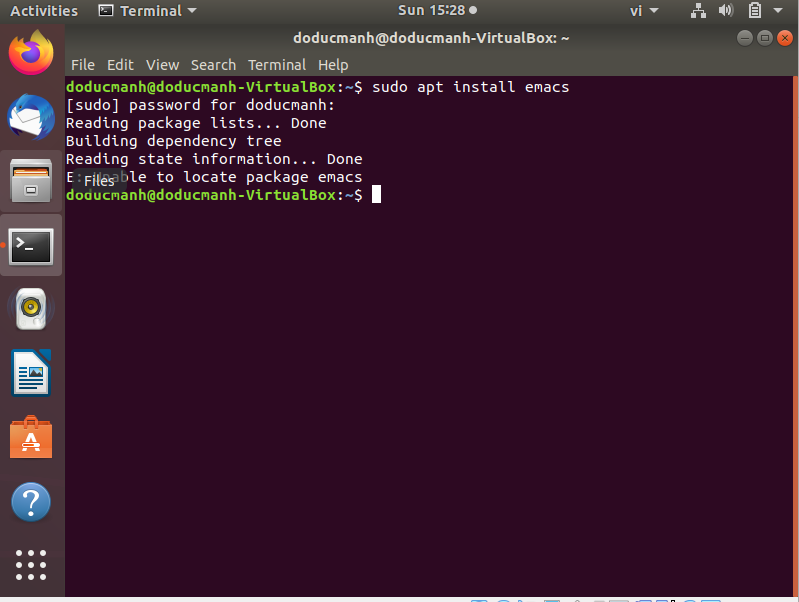 Activities Terminal Sun 15:28 vi
doducmanh@doducmanh-VirtualBox: ~
File Edit View Search Terminal Help
doducmanh@doducmanh-VirtualBox:~$ sudo apt install emacs
[sudo] password for doducmanh:
Reading package lists... Done
Building dependency tree
Reading state information... Done
E: Unable to locate package emacs
Files
doducmanh@doducmanh-VirtualBox:~$